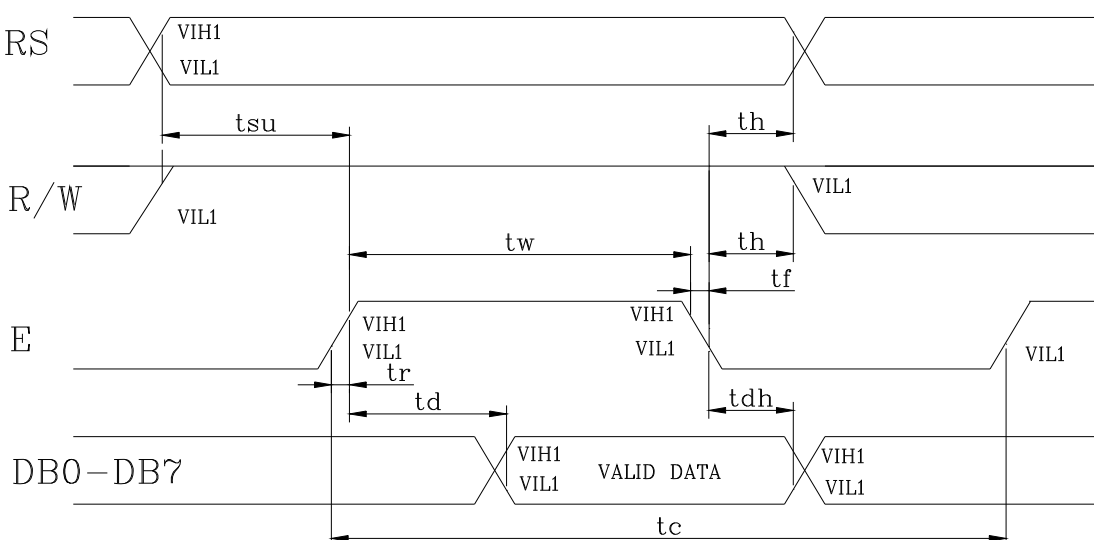 RS
VIH1
VIL1
tsu
th
R/W
VIL1
VIL1
tw
th
tf
E
VIH1
VIL1
VIH1
VIL1
VIL1
tr
td
tdh
DB0-DB7
VIH1
VIL1
VALID DATA
VIH1
VIL1
tc